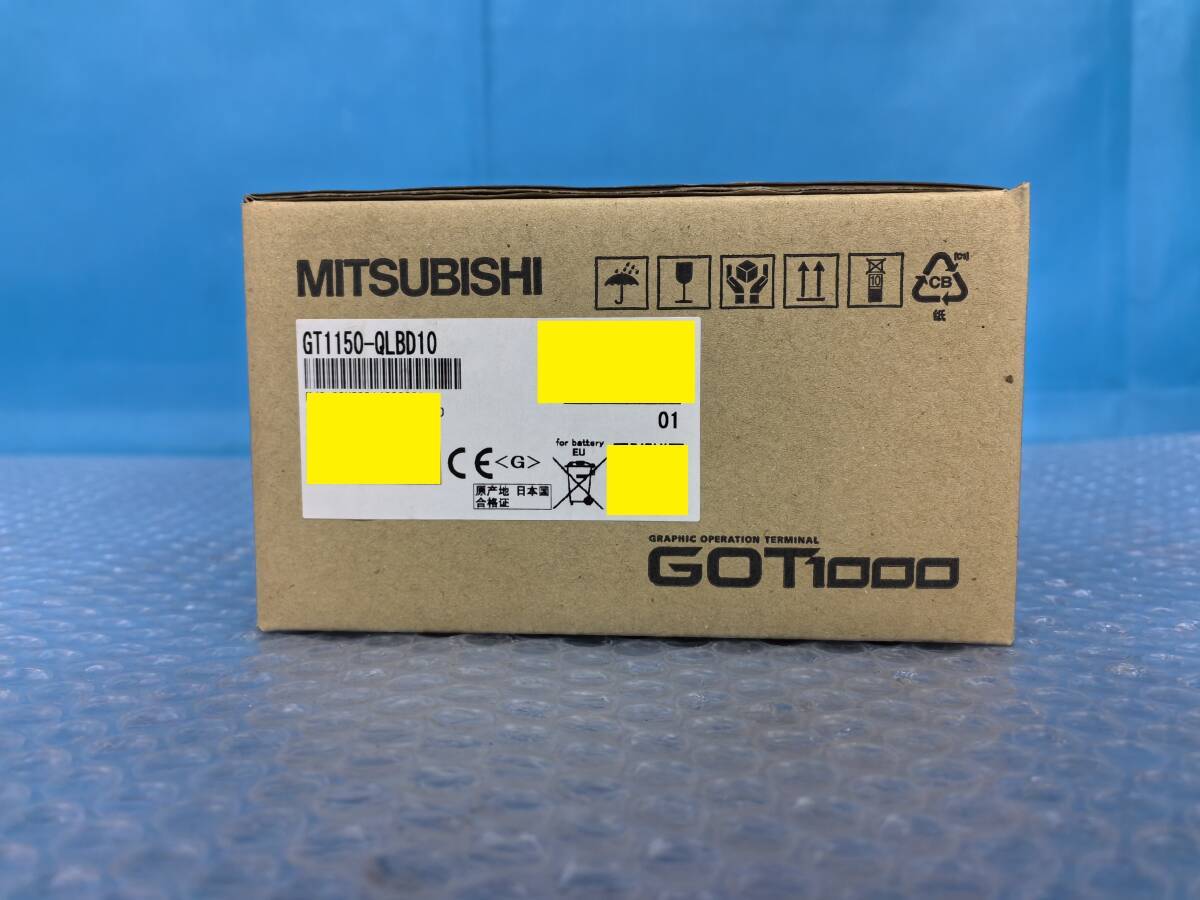 MITSUBISHI
10
CB
紙
GT1150-QLBD10
01
for battery
EU
CE<G>
原产地 日本国
合格证
GRAPHIC OPERATION TERMINAL
GOT1000